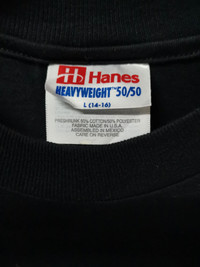 Hanes
HEAVYWEIGHT™ 50/50
L (14-16)
PREMIUM 50% COTTON/50% POLYESTER
FABRIC MADE IN U.S.A.
ASSEMBLED IN MEXICO
CARE ON REVERSE